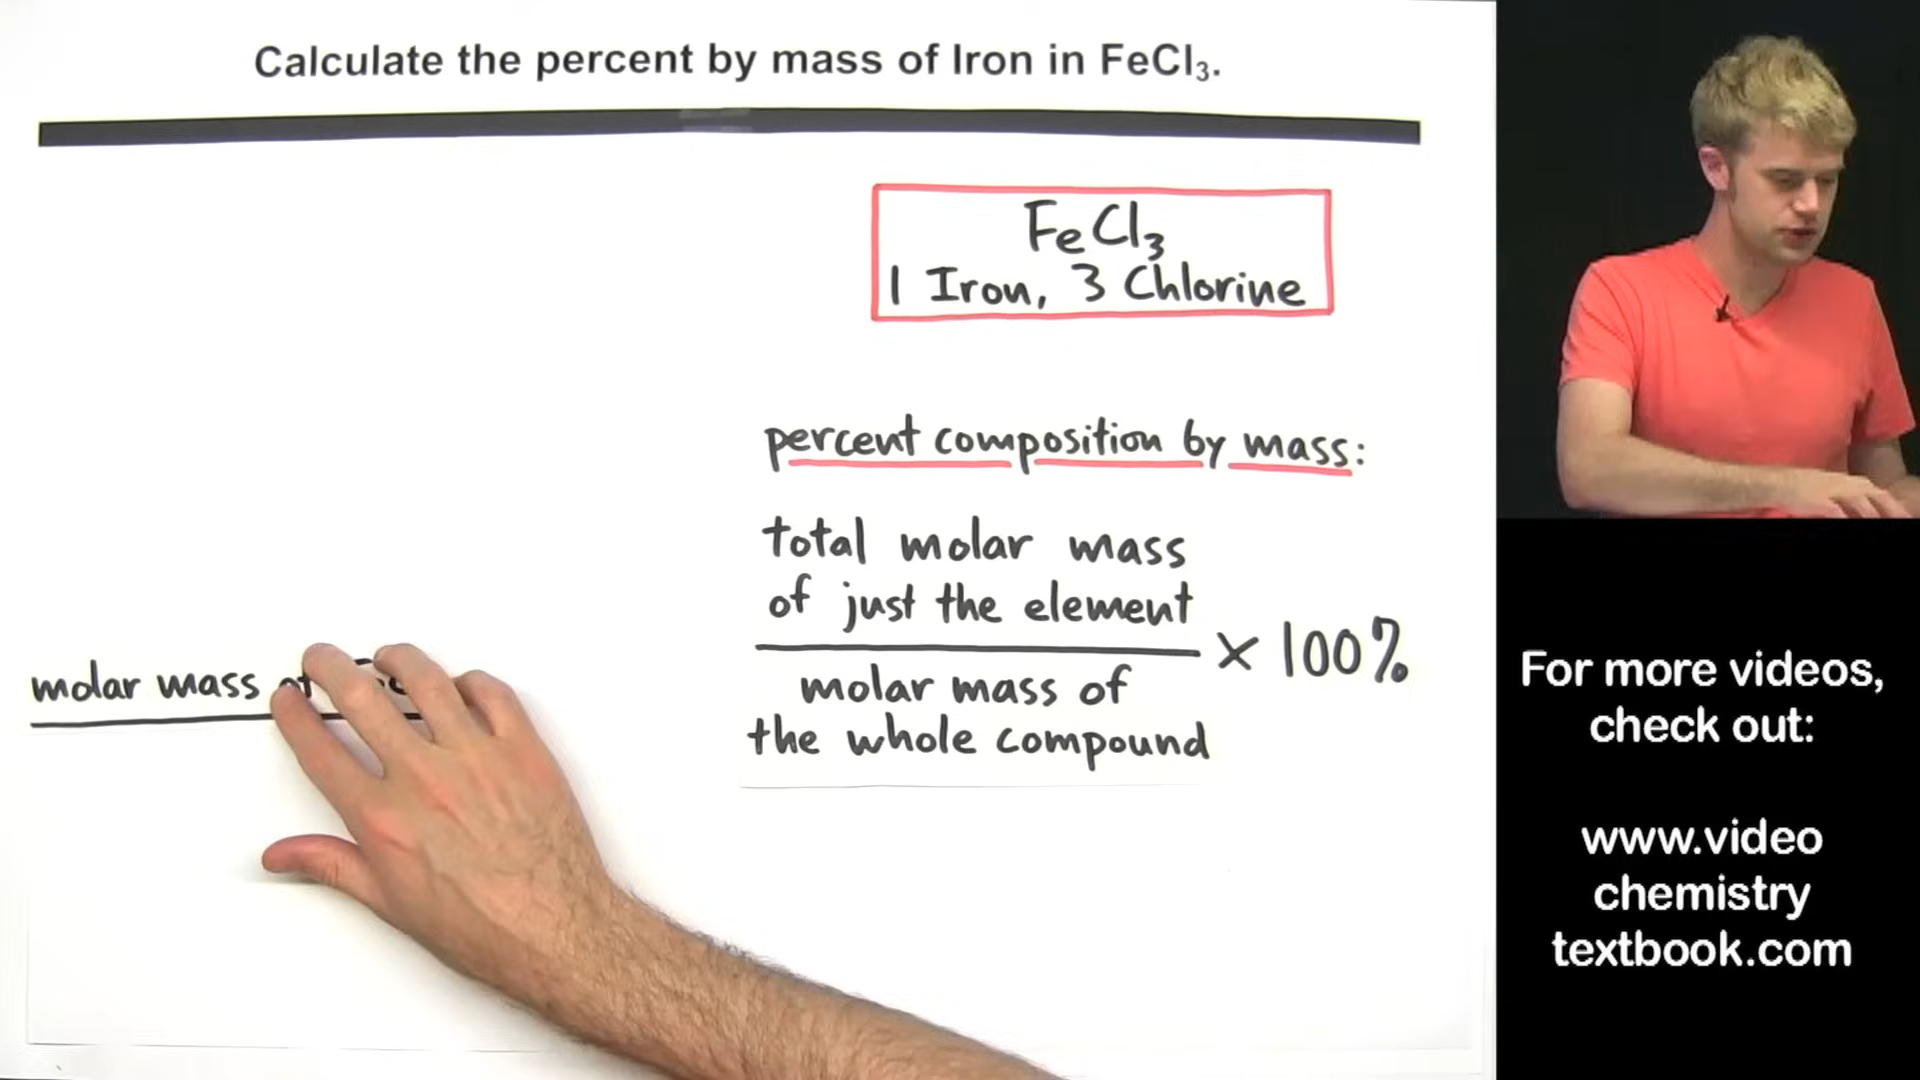 Calculate the percent by mass of Iron in FeCl₃.
FeCl₃
1 Iron, 3 Chlorine
percent composition by mass:
total molar mass
of just the element
× 100%
molar mass of
the whole compound
molar mass
For more videos,
check out:
www.video
chemistry
textbook.com